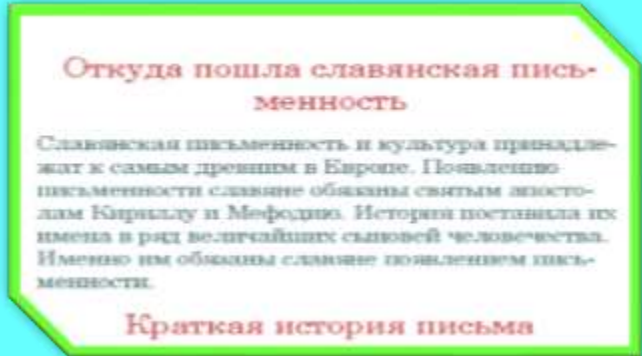 Откуда пошла славянская пись-
менность
Славянская письменность и культура принадле-
жат к самым древним в Европе. Появлению
письменности славяне обязаны святым апосто-
лам Кириллу и Мефодию. История поставила их
имена в ряд величайших сыновей человечества.
Именно им обязаны славяне появлением пись-
менности.
Краткая история письма